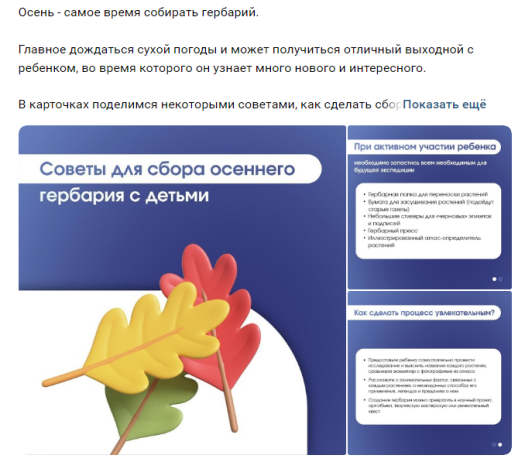 Осень - самое время собирать гербарий.
Главное дождаться сухой погоды и может получиться отличный выходной с
ребенком, во время которого он узнает много нового и интересного.
В карточках поделимся некоторыми советами, как сделать сбор Показать ещё
Советы для сбора осеннего
гербария с детьми
При активном участии ребенка
необходимо запастись всем необходимым для
будущей экспедиции
• Гербарная папка для переноски растений
• Бумага для засушивания растений (подойдут
старые газеты)
• Небольшие стикеры для «черновых» этикеток
и подписей
• Гербарный пресс
• Иллюстрированный атлас-определитель
растений
Как сделать процесс увлекательным?
• Предоставьте ребенку самостоятельно провести
исследование и выяснить название каждого растения,
сравнивая экземпляр с фотографиями из атласа
• Расскажите о занимательных фактах, связанных с
каждым растением, о неожиданных способах его
применения, легендах и преданиях о нем
• Создание гербария можно превратить в научный проект,
арт-объект, творческую мастерскую или увлекательный
квест